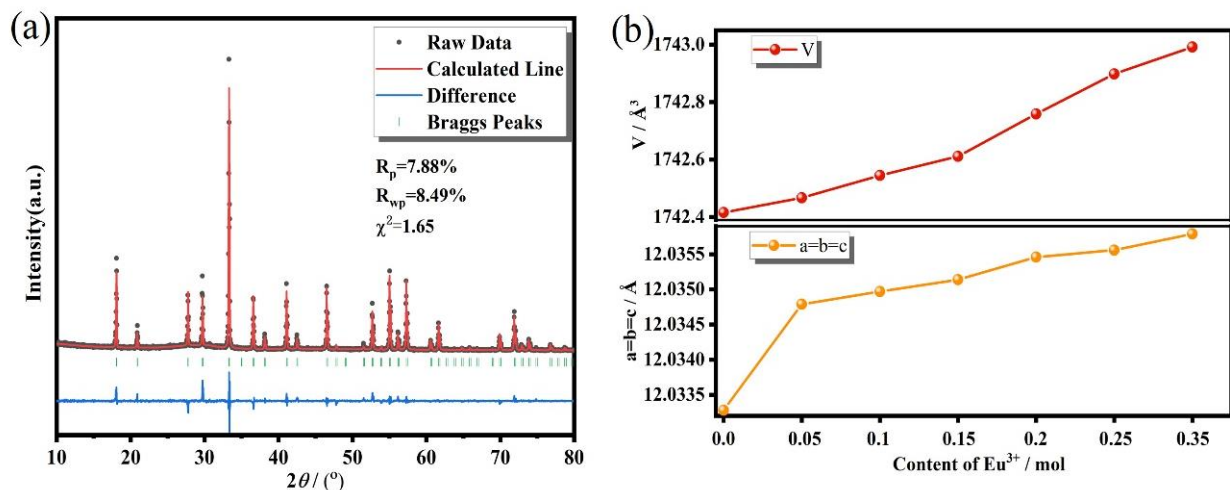 (a)
Raw Data
Calculated Line
Difference
Braggs Peaks
Rp=7.88%
Rwp=8.49%
χ²=1.65
Intensity(a.u.)
10 20 30 40 50 60 70 80
2θ / (°)
(b)
V
1743.0
1742.8
1742.6
1742.4
V / Å³
a=b=c
12.0355
12.0350
12.0345
12.0340
12.0335
a=b=c / Å
0.0 0.05 0.1 0.15 0.2 0.25 0.35
Content of Eu³⁺ / mol